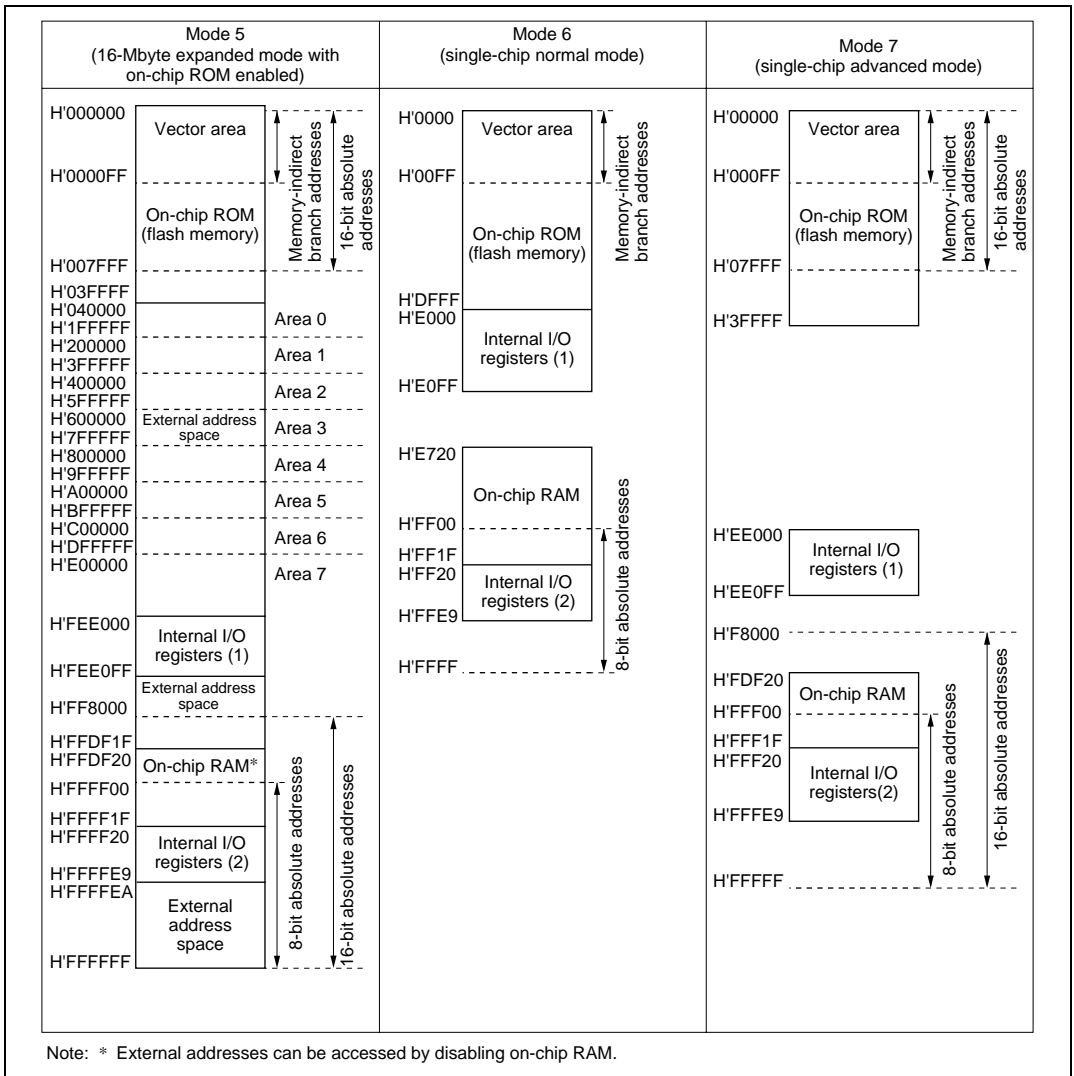 Mode 5
(16-Mbyte expanded mode with
on-chip ROM enabled)
H'000000
Vector area
H'0000FF
On-chip ROM
(flash memory)
H'007FFF
H'03FFFF
H'040000
H'1FFFFF
H'200000
H'3FFFFF
H'400000
H'5FFFFF
H'600000
H'7FFFFF
H'800000
H'9FFFFF
H'A00000
H'BFFFFF
H'C00000
H'DFFFFF
H'E00000
External address
space
Area 0
Area 1
Area 2
Area 3
Area 4
Area 5
Area 6
Area 7
Memory-indirect
branch addresses
16-bit absolute
addresses
H'FEE000
Internal I/O
registers (1)
H'FEE0FF
External address
space
H'FF8000
H'FFDF1F
H'FFDF20
On-chip RAM*
H'FFFF00
H'FFFF1F
H'FFFF20
Internal I/O
registers (2)
H'FFFFE9
H'FFFFEA
External
address
space
H'FFFFFF
8-bit absolute addresses
16-bit absolute addresses
Mode 6
(single-chip normal mode)
H'0000
Vector area
H'00FF
On-chip ROM
(flash memory)
Memory-indirect
branch addresses
H'DFFF
H'E000
Internal I/O
registers (1)
H'E0FF
H'E720
On-chip RAM
H'FF00
H'FF1F
H'FF20
Internal I/O
registers (2)
H'FFE9
H'FFFF
8-bit absolute addresses
Mode 7
(single-chip advanced mode)
H'00000
Vector area
H'000FF
On-chip ROM
(flash memory)
H'07FFF
H'3FFFF
Memory-indirect
branch addresses
16-bit absolute
addresses
H'EE000
Internal I/O
registers (1)
H'EE0FF
H'F8000
H'FDF20
On-chip RAM
H'FFF00
H'FFF1F
H'FFF20
Internal I/O
registers(2)
H'FFFE9
H'FFFFF
8-bit absolute addresses
16-bit absolute addresses
Note: * External addresses can be accessed by disabling on-chip RAM.